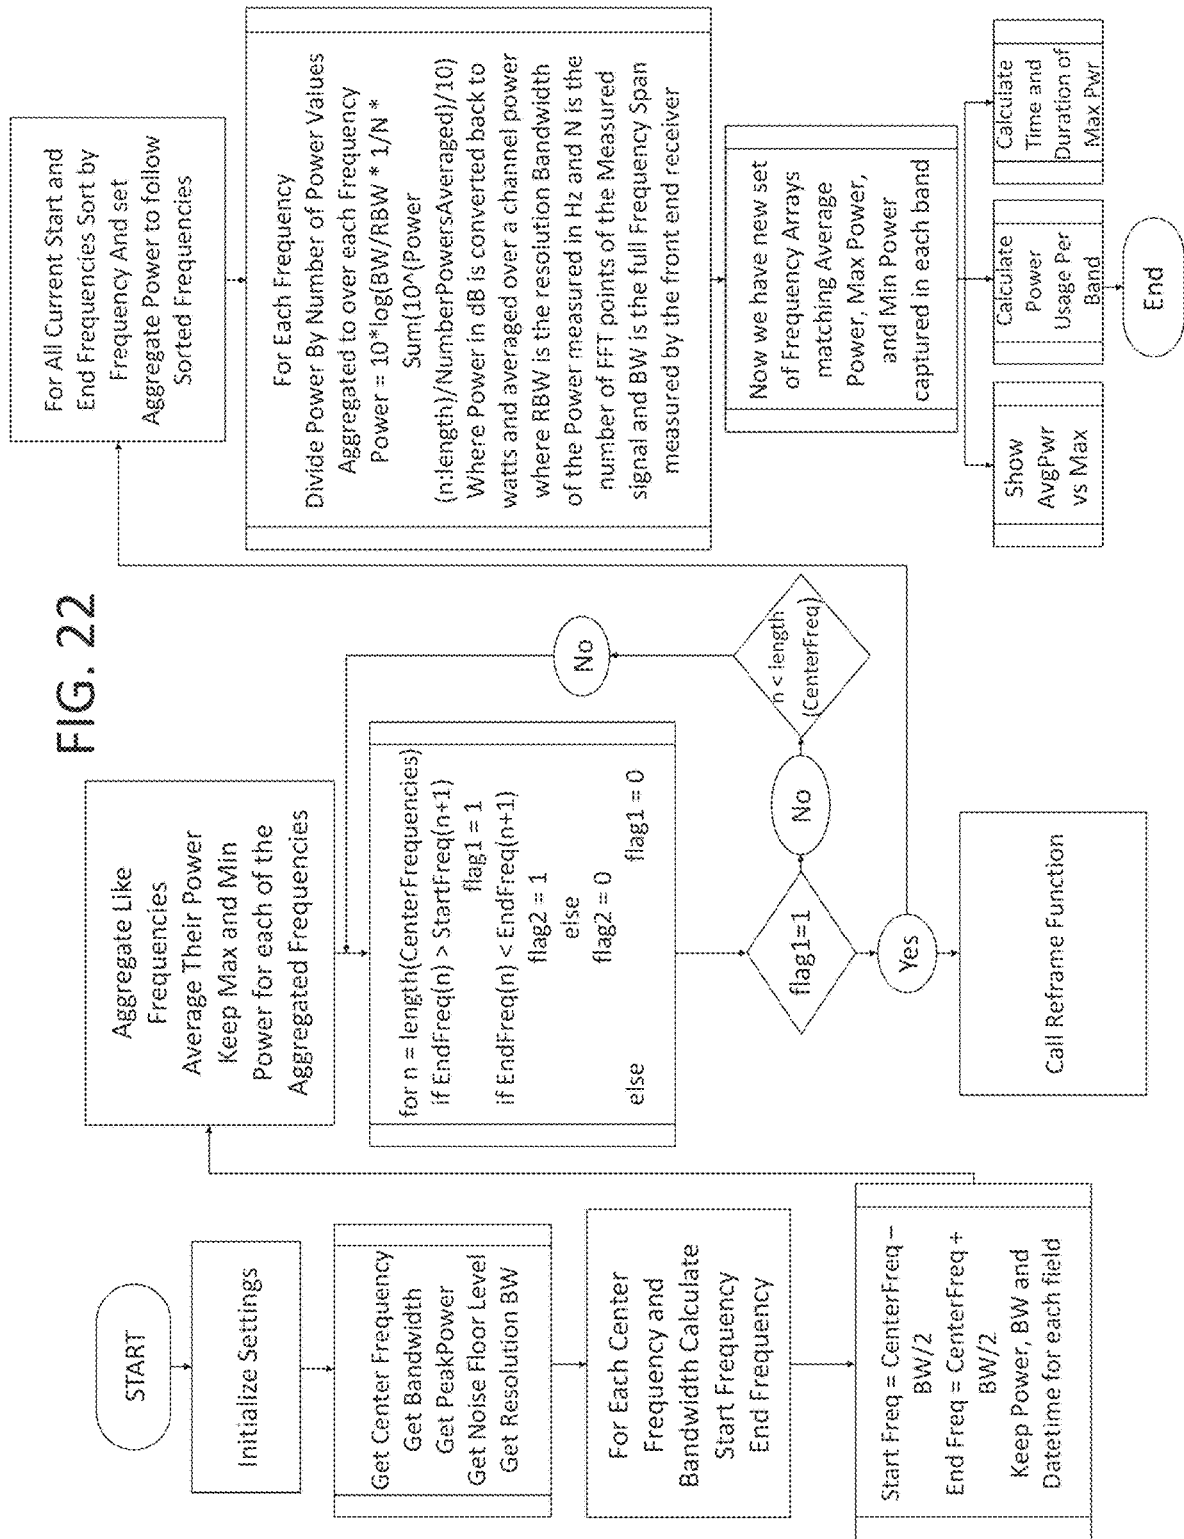 FIG. 22
START
Initialize Settings
Get Center Frequency
Get Bandwidth
Get PeakPower
Get Noise Floor Level
Get Resolution BW
For Each Center
Frequency and
Bandwidth Calculate
Start Frequency
End Frequency
Start Freq = CenterFreq –
BW/2
End Freq = CenterFreq +
BW/2
Keep Power, BW and
Datetime for each field
Aggregate Like
Frequencies
Average Their Power
Keep Max and Min
Power for each of the
Aggregated Frequencies
for n = length(CenterFrequencies)
if EndFreq(n) > StartFreq(n+1)
flag1 = 1
if EndFreq(n) < EndFreq(n+1)
flag2 = 1
else
flag2 = 0
else flag1 = 0
flag1=1
No
n < length
(CenterFreq)
No
Yes
Call Reframe Function
For All Current Start and
End Frequencies Sort by
Frequency And set
Aggregate Power to follow
Sorted Frequencies
For Each Frequency
Divide Power By Number of Power Values
Aggregated to over each Frequency
Power = 10*log(BW/RBW * 1/N *
Sum(10^(Power
(n:length)/NumberPowersAveraged)/10)
Where Power in dB is converted back to
watts and averaged over a channel power
where RBW is the resolution Bandwidth
of the Power measured in Hz and N is the
number of FFT points of the Measured
signal and BW is the full Frequency Span
measured by the front end receiver
Now we have new set
of Frequency Arrays
matching Average
Power, Max Power,
and Min Power
captured in each band
Show
AvgPwr
vs Max
Calculate
Power
Usage Per
Band
Calculate
Time and
Duration of
Max Pwr
End